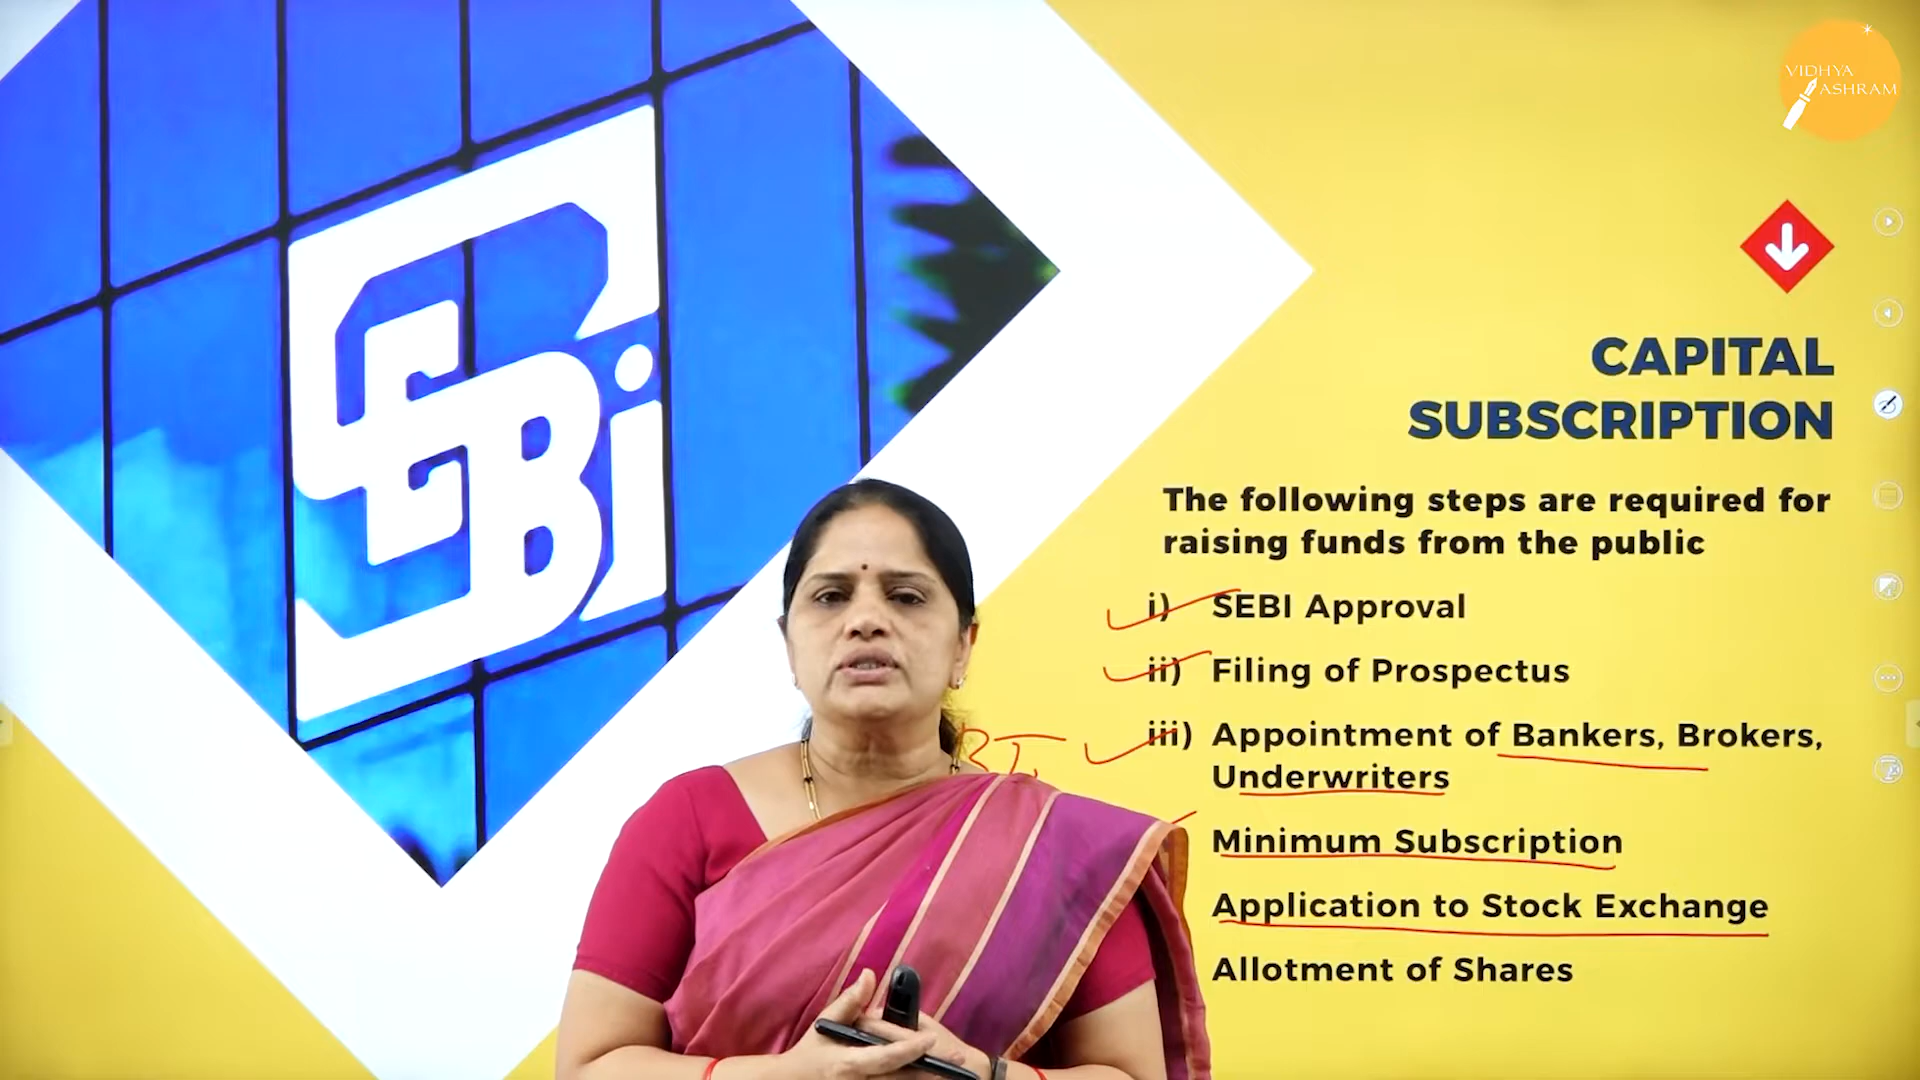 VIDHYA
ASHRAM
SEBi
CAPITAL
SUBSCRIPTION
The following steps are required for
raising funds from the public
i) SEBI Approval
ii) Filing of Prospectus
iii) Appointment of Bankers, Brokers,
Underwriters
Minimum Subscription
Application to Stock Exchange
Allotment of Shares